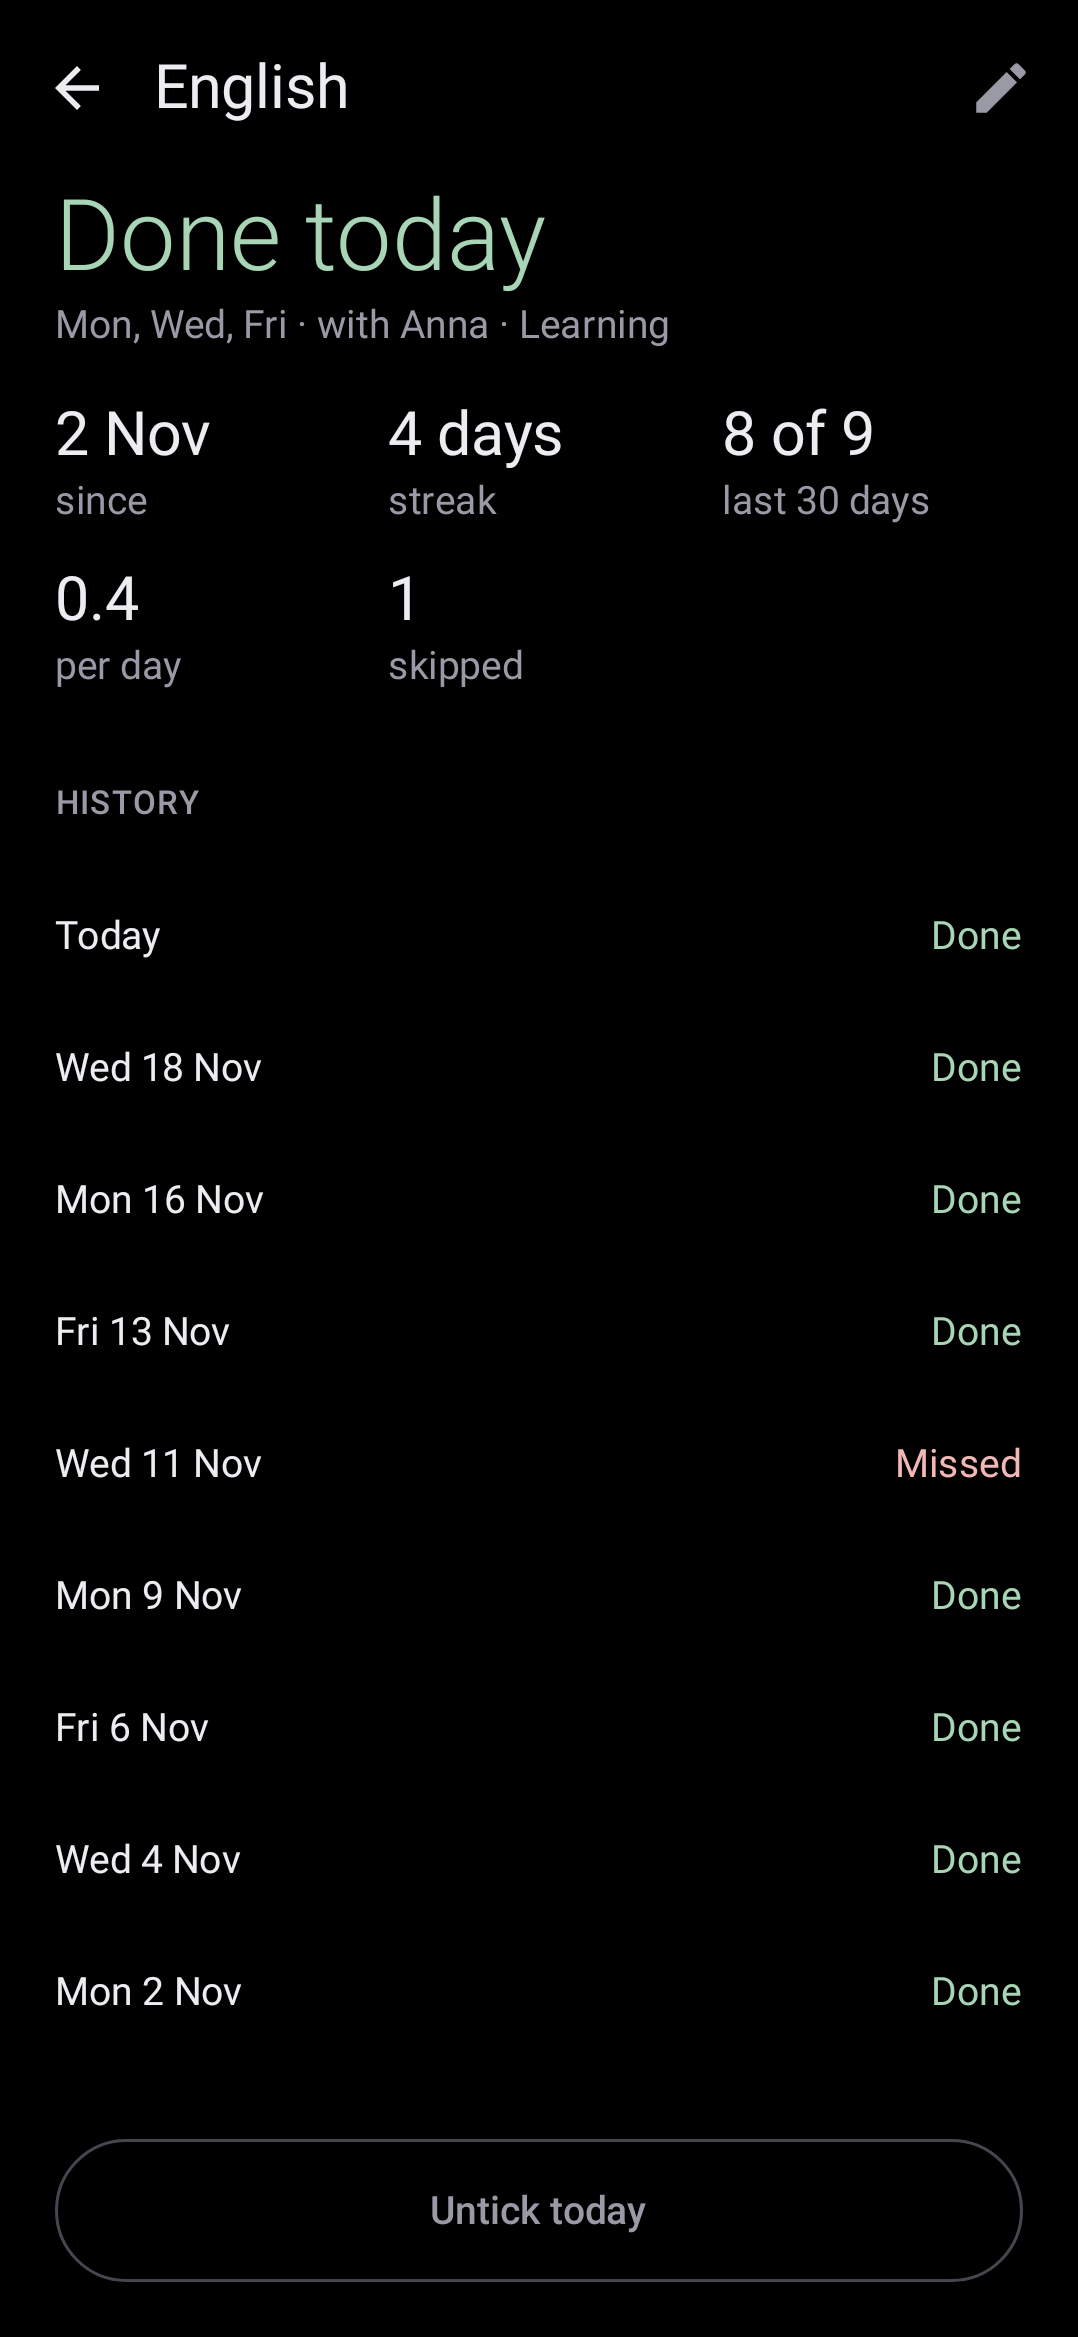 English
Done today
Mon, Wed, Fri · with Anna · Learning
2 Nov
since
4 days
streak
8 of 9
last 30 days
0.4
per day
1
skipped
HISTORY
Today Done
Wed 18 Nov Done
Mon 16 Nov Done
Fri 13 Nov Done
Wed 11 Nov Missed
Mon 9 Nov Done
Fri 6 Nov Done
Wed 4 Nov Done
Mon 2 Nov Done
Untick today